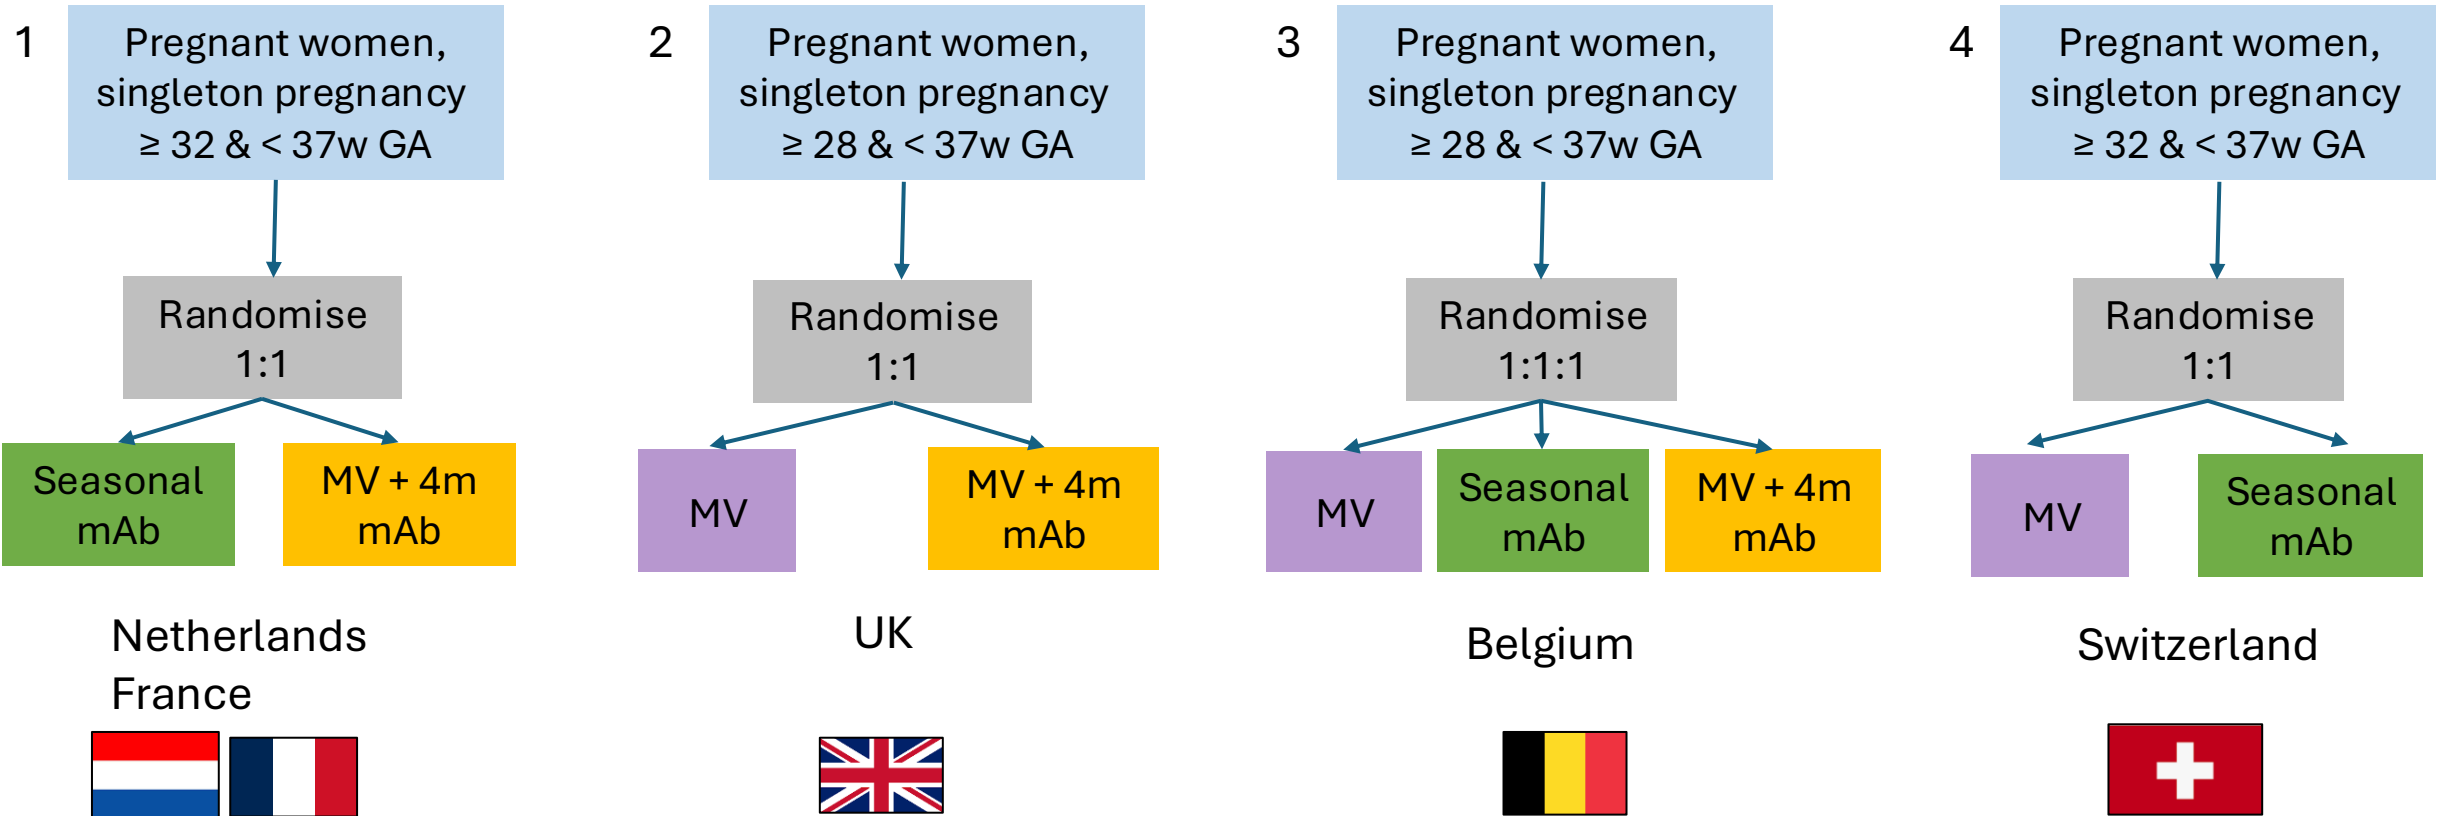 1
Pregnant women,
singleton pregnancy
≥ 32 & < 37w GA
Randomise
1:1
Seasonal
mAb
MV + 4m
mAb
Netherlands
France
2
Pregnant women,
singleton pregnancy
≥ 28 & < 37w GA
Randomise
1:1
MV
MV + 4m
mAb
UK
3
Pregnant women,
singleton pregnancy
≥ 28 & < 37w GA
Randomise
1:1:1
MV
Seasonal
mAb
MV + 4m
mAb
Belgium
4
Pregnant women,
singleton pregnancy
≥ 32 & < 37w GA
Randomise
1:1
MV
Seasonal
mAb
Switzerland